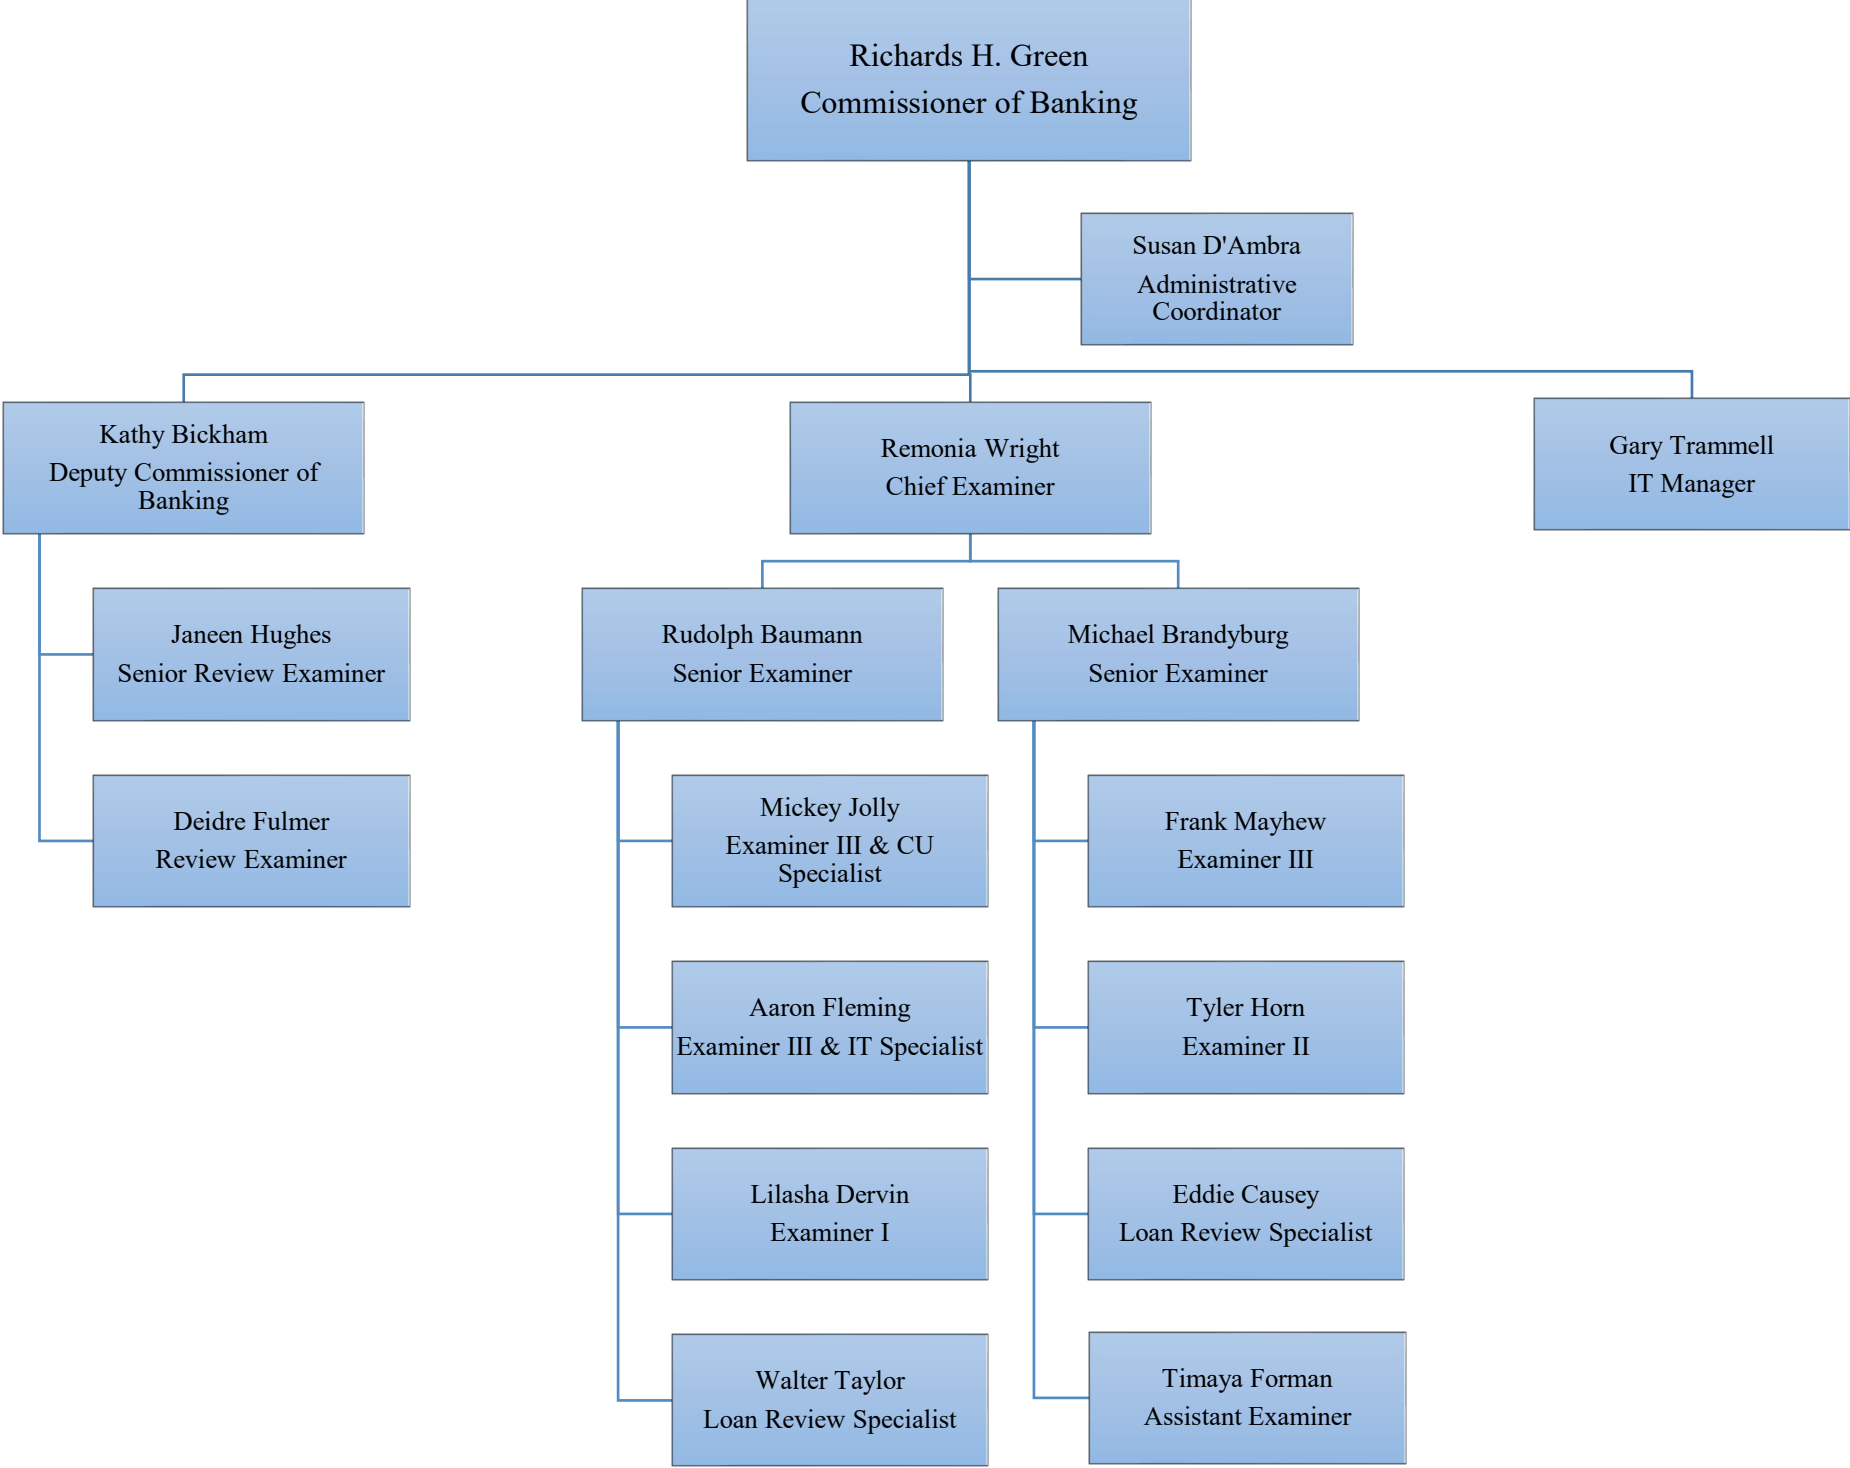 Richards H. Green
Commissioner of Banking
Susan D'Ambra
Administrative
Coordinator
Kathy Bickham
Deputy Commissioner of
Banking
Remonia Wright
Chief Examiner
Gary Trammell
IT Manager
Janeen Hughes
Senior Review Examiner
Deidre Fulmer
Review Examiner
Rudolph Baumann
Senior Examiner
Mickey Jolly
Examiner III & CU
Specialist
Aaron Fleming
Examiner III & IT Specialist
Lilasha Dervin
Examiner I
Walter Taylor
Loan Review Specialist
Michael Brandyburg
Senior Examiner
Frank Mayhew
Examiner III
Tyler Horn
Examiner II
Eddie Causey
Loan Review Specialist
Timaya Forman
Assistant Examiner